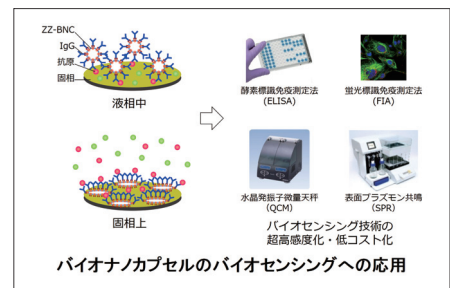 ZZ-BNC
IgG
抗原
固相
液相中
固相上
酵素標識免疫測定法
(ELISA)
蛍光標識免疫測定法
(FIA)
水晶発振子微量天秤
(QCM)
表面プラズモン共鳴
(SPR)
バイオセンシング技術の
超高感度化・低コスト化
バイオナノカプセルのバイオセンシングへの応用